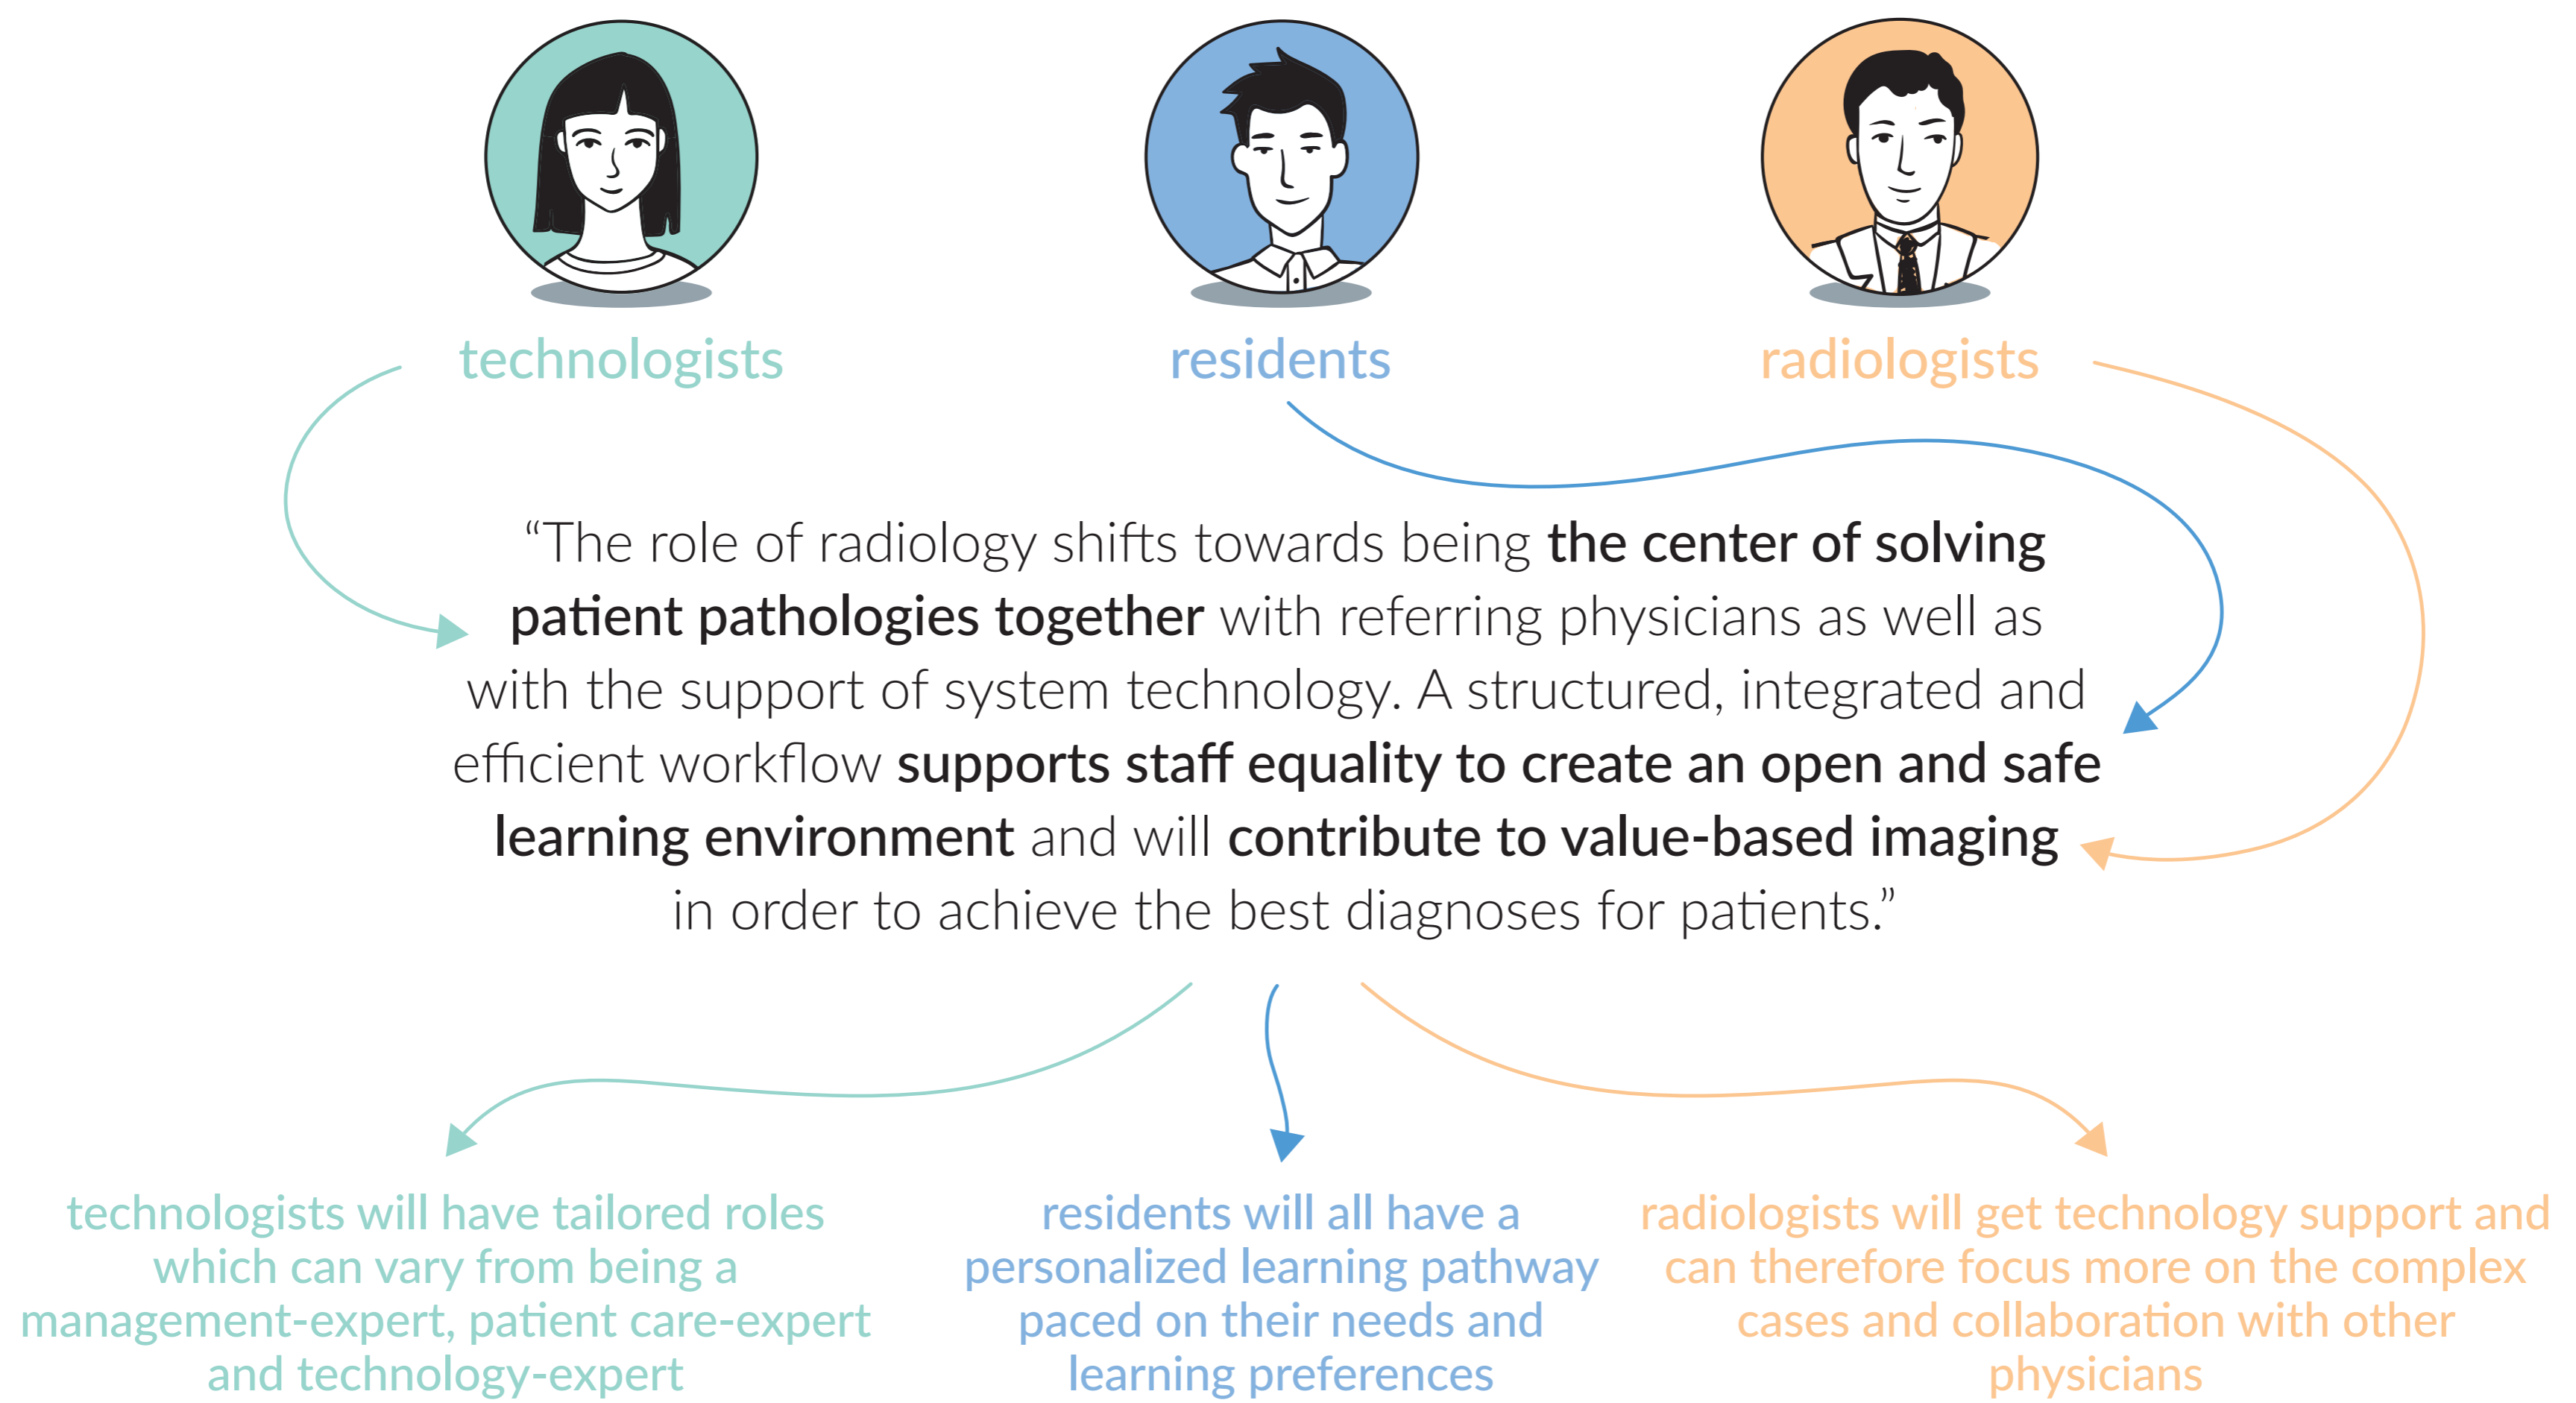 technologists
residents
radiologists
“The role of radiology shifts towards being the center of solving
patient pathologies together with referring physicians as well as
with the support of system technology. A structured, integrated and
efficient workflow supports staff equality to create an open and safe
learning environment and will contribute to value-based imaging
in order to achieve the best diagnoses for patients.”
technologists will have tailored roles
which can vary from being a
management-expert, patient care-expert
and technology-expert
residents will all have a
personalized learning pathway
paced on their needs and
learning preferences
radiologists will get technology support and
can therefore focus more on the complex
cases and collaboration with other
physicians